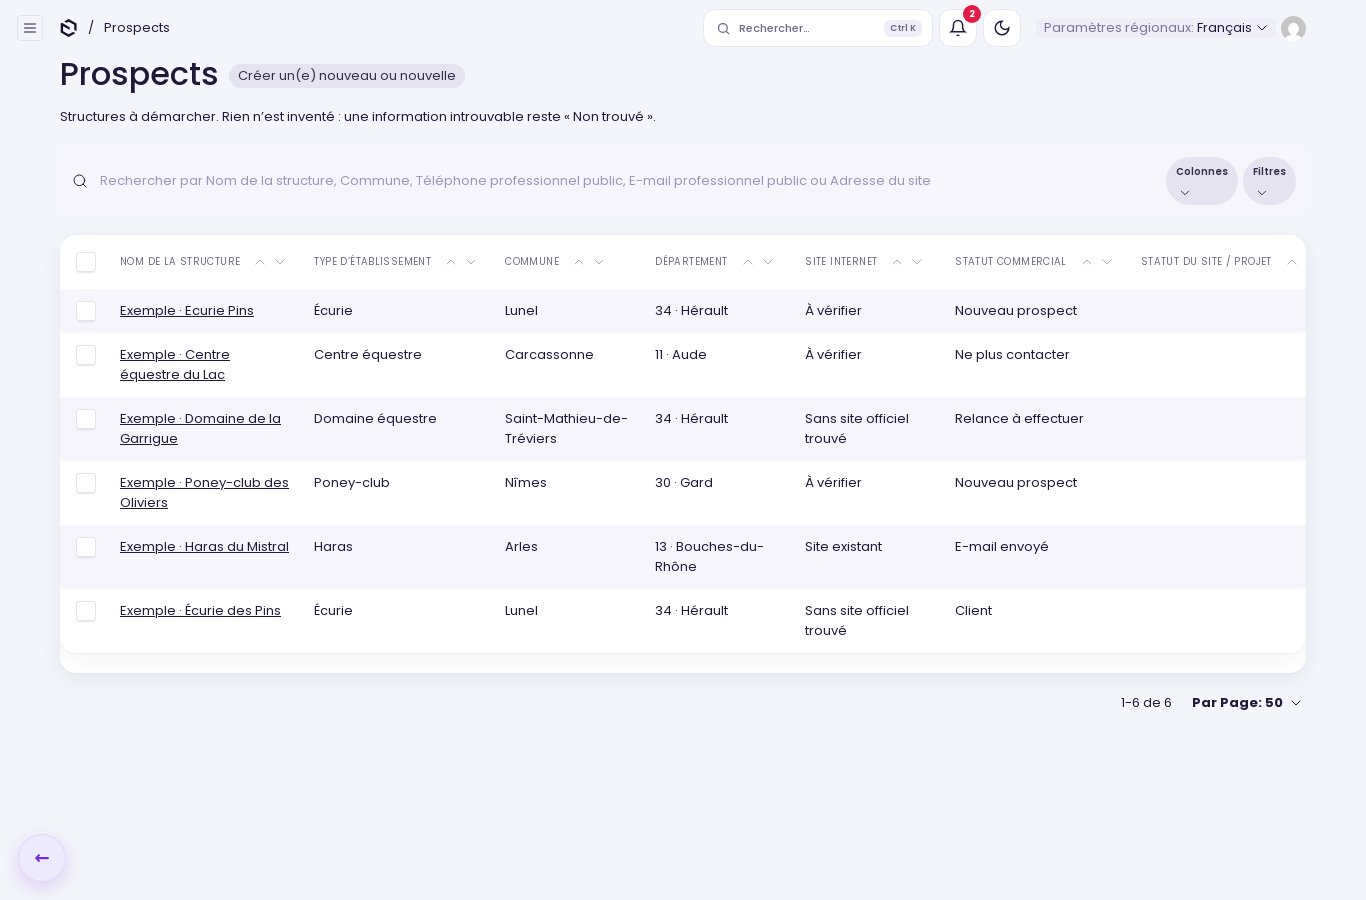 / Prospects
Rechercher... Ctrl K
2
Paramètres régionaux: Français
Prospects
Créer un(e) nouveau ou nouvelle
Structures à démarcher. Rien n’est inventé : une information introuvable reste « Non trouvé ».
Rechercher par Nom de la structure, Commune, Téléphone professionnel public, E-mail professionnel public ou Adresse du site
Colonnes
Filtres
NOM DE LA STRUCTURE TYPE D’ÉTABLISSEMENT COMMUNE DÉPARTEMENT SITE INTERNET STATUT COMMERCIAL STATUT DU SITE / PROJET
Exemple · Ecurie Pins Écurie Lunel 34 · Hérault À vérifier Nouveau prospect
Exemple · Centre Centre équestre Carcassonne 11 · Aude À vérifier Ne plus contacter
équestre du Lac
Exemple · Domaine de la Domaine équestre Saint-Mathieu-de- 34 · Hérault Sans site officiel Relance à effectuer
Garrigue Tréviers trouvé
Exemple · Poney-club des Poney-club Nîmes 30 · Gard À vérifier Nouveau prospect
Oliviers
Exemple · Haras du Mistral Haras Arles 13 · Bouches-du- Site existant E-mail envoyé
Rhône
Exemple · Écurie des Pins Écurie Lunel 34 · Hérault Sans site officiel Client
trouvé
1-6 de 6 Par Page: 50